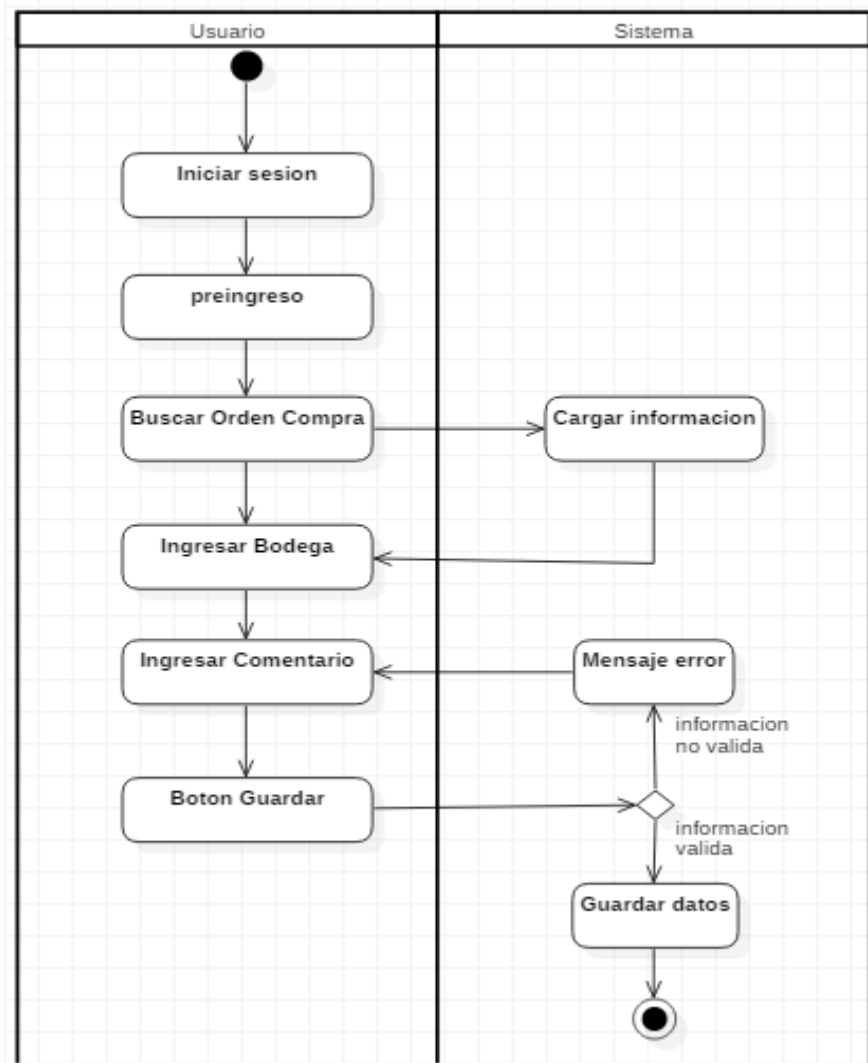 Usuario
Sistema
Iniciar sesion
preingreso
Buscar Orden Compra
Cargar informacion
Ingresar Bodega
Ingresar Comentario
Mensaje error
informacion
no valida
Boton Guardar
informacion
valida
Guardar datos